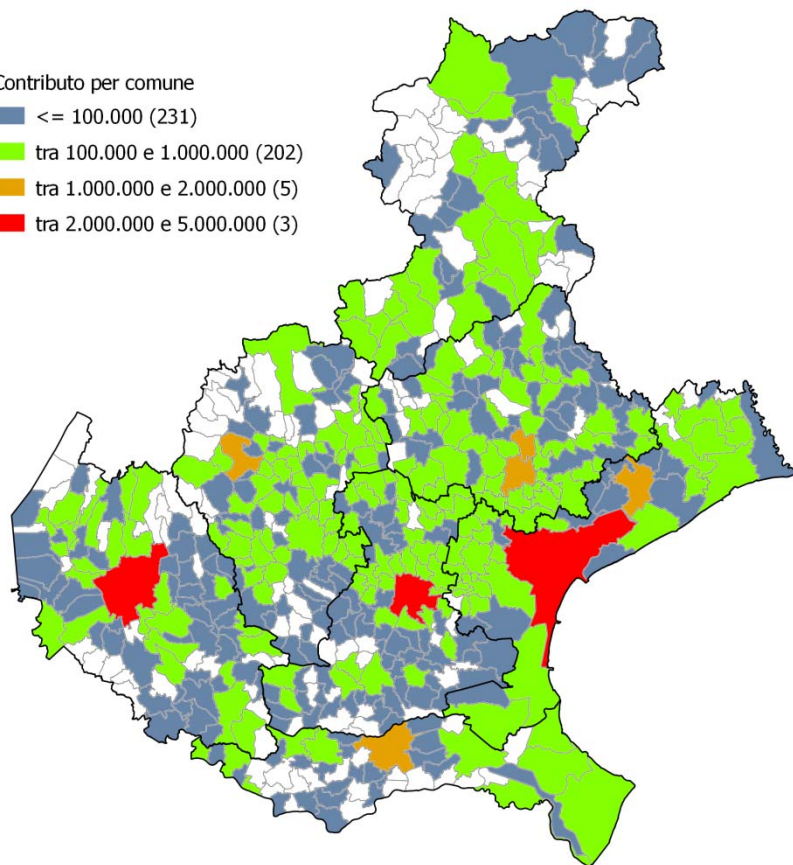 Contributo per comune
<= 100.000 (231)
tra 100.000 e 1.000.000 (202)
tra 1.000.000 e 2.000.000 (5)
tra 2.000.000 e 5.000.000 (3)